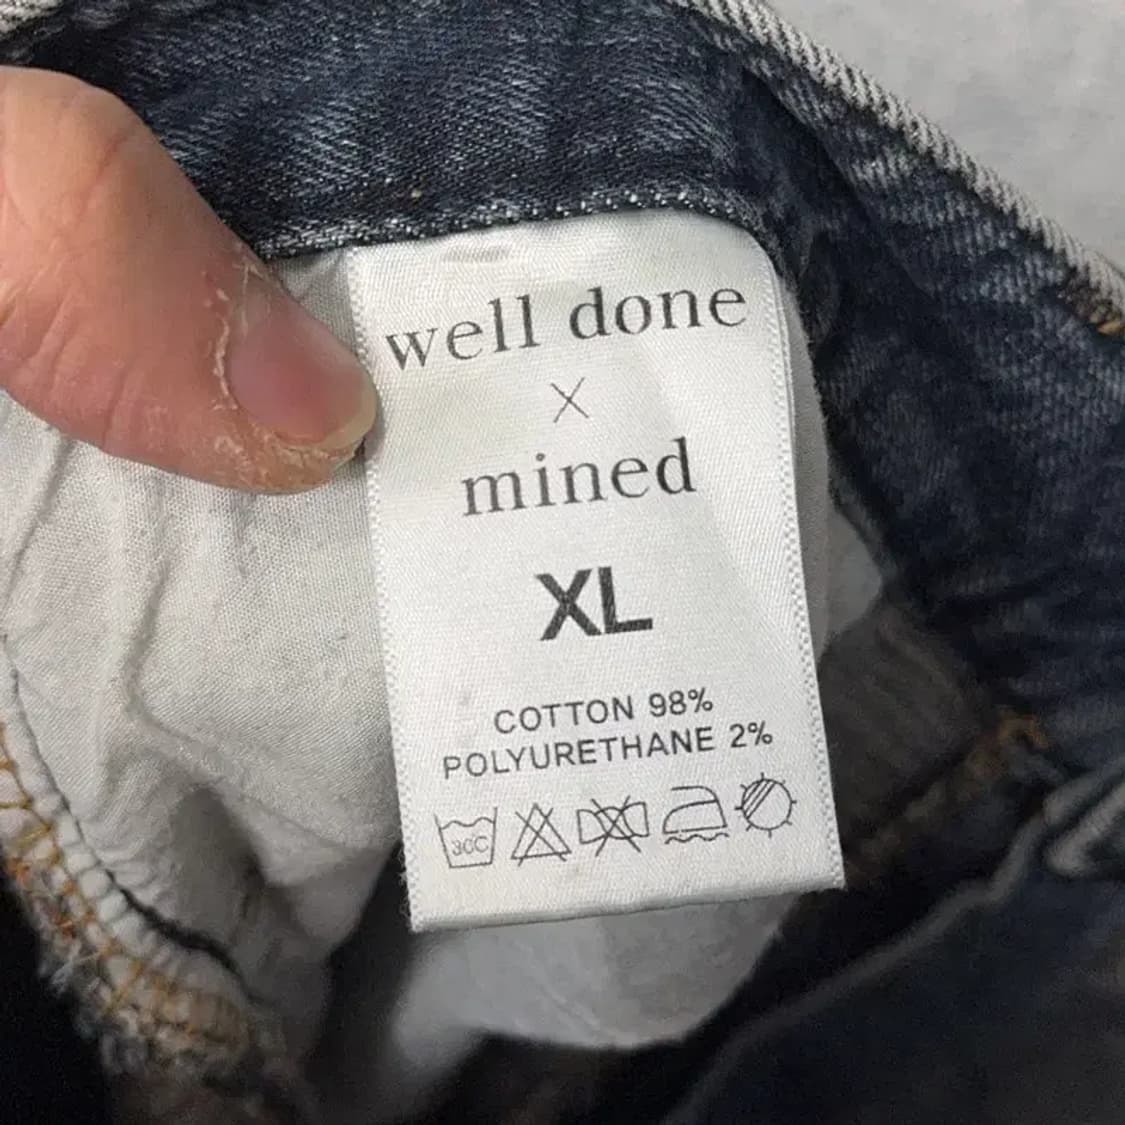 well done
×
mined
XL
COTTON 98%
POLYURETHANE 2%
30C